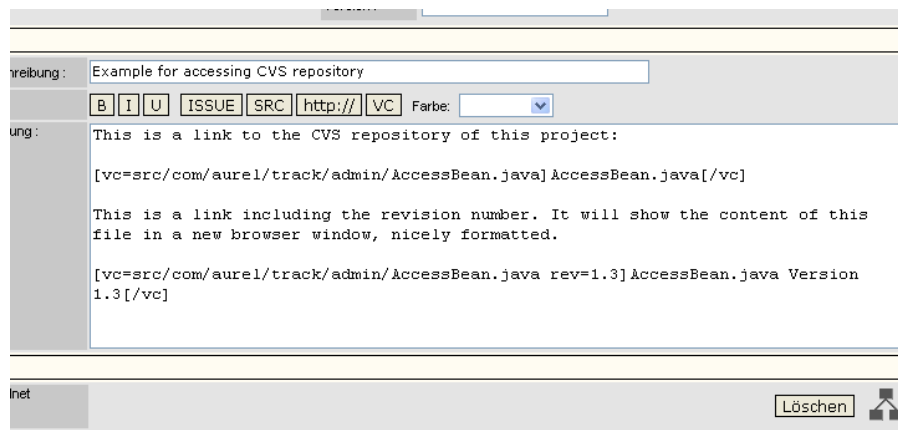 hreibung :
Example for accessing CVS repository
B I U ISSUE SRC http:// VC Farbe:
ung :
This is a link to the CVS repository of this project:
[vc=src/com/aurel/track/admin/AccessBean.java]AccessBean.java[/vc]
This is a link including the revision number. It will show the content of this
file in a new browser window, nicely formatted.
[vc=src/com/aurel/track/admin/AccessBean.java rev=1.3]AccessBean.java Version
1.3[/vc]
Löschen